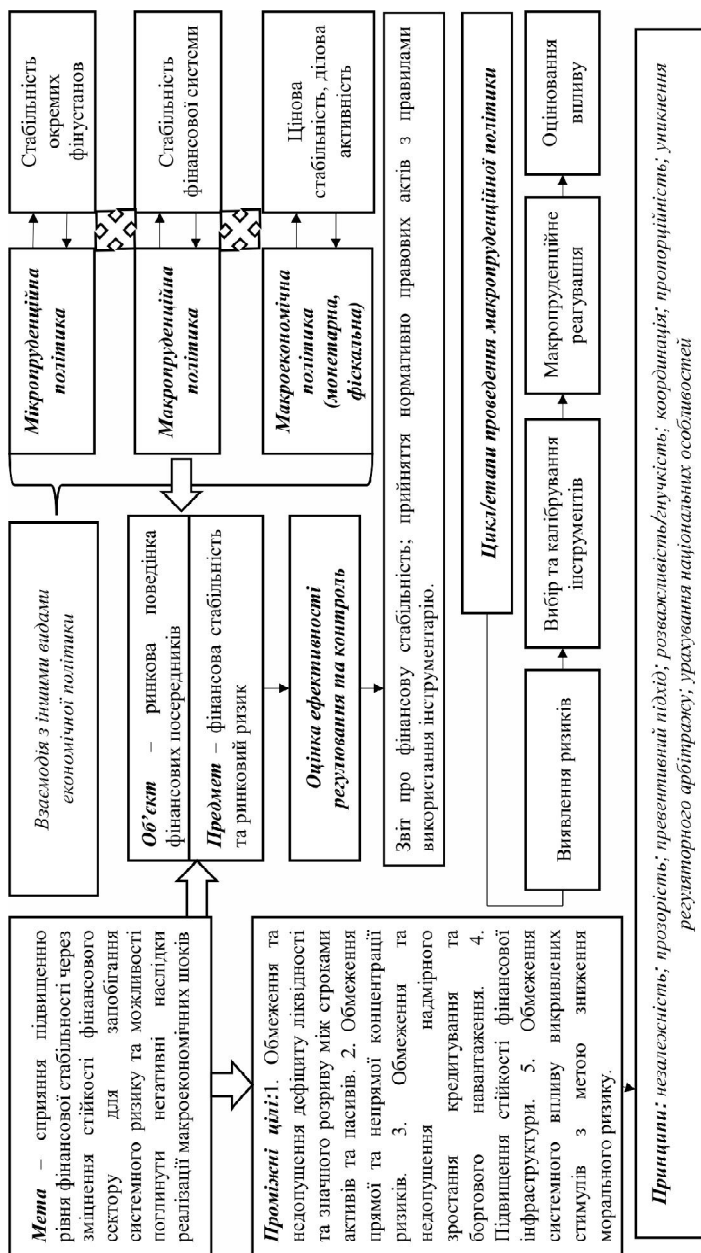 Мета – сприяння підвищенню
рівня фінансової стабільності через
зміцнення стійкості фінансового
сектору для запобігання
системного ризику та можливості
поглинути негативні наслідки
реалізації макроекономічних шоків
Взаємодія з іншими видами
економічної політики
Мікропруденційна
політика
Стабільність
окремих
фінустанов
Макропруденційна
політика
Стабільність
фінансової системи
Макроекономічна
політика
(монетарна,
фіскальна)
Цінова
стабільність, ділова
активність
Об’єкт – ринкова поведінка
фінансових посередників
Предмет – фінансова стабільність
та ринковий ризик
Оцінка ефективності
регулювання та контроль
Звіт про фінансову стабільність; прийняття нормативно правових актів з правилами
використання інструментарію.
Проміжні цілі:1. Обмеження та
недопущення дефіциту ліквідності
та значного розриву між строками
активів та пасивів. 2. Обмеження
прямої та непрямої концентрації
ризиків. 3. Обмеження та
недопущення надмірного
зростання кредитування та
боргового навантаження. 4.
Підвищення стійкості фінансової
інфраструктури. 5. Обмеження
системного впливу викривлених
стимулів з метою зниження
морального ризику.
Цикл/етапи проведення макропруденційної політики
Виявлення ризиків
Вибір та калібрування
інструментів
Макропруденційне
реагування
Оцінювання
впливу
Принципи: незалежність; прозорість; превентивний підхід; розважливість/гнучкість; координація; пропорційність; уникнення
регуляторного арбітражу; урахування національних особливостей